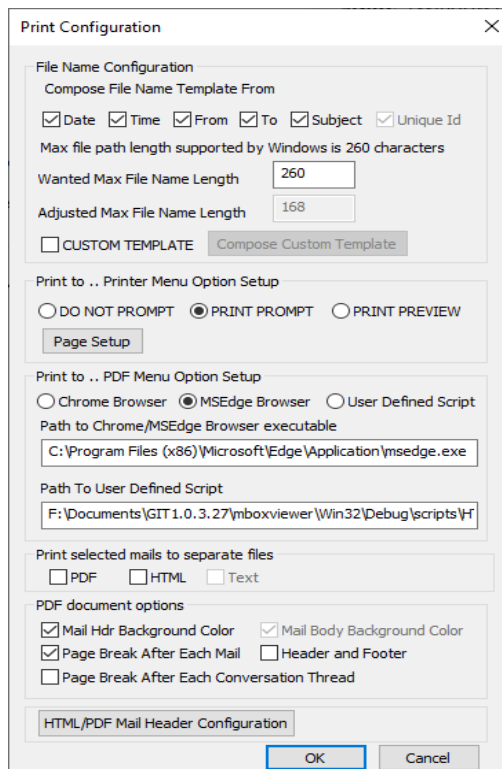 Print Configuration
File Name Configuration
Compose File Name Template From
Date Time From To Subject Unique Id
Max file path length supported by Windows is 260 characters
Wanted Max File Name Length 260
Adjusted Max File Name Length 168
CUSTOM TEMPLATE Compose Custom Template
Print to .. Printer Menu Option Setup
DO NOT PROMPT PRINT PROMPT PRINT PREVIEW
Page Setup
Print to .. PDF Menu Option Setup
Chrome Browser MSEdge Browser User Defined Script
Path to Chrome/MSEdge Browser executable
C:\Program Files (x86)\Microsoft\Edge\Application\msedge.exe
Path To User Defined Script
F:\Documents\GIT1.0.3.27\mboxviewer\Win32\Debug\scripts\H
Print selected mails to separate files
PDF HTML Text
PDF document options
Mail Hdr Background Color Mail Body Background Color
Page Break After Each Mail Header and Footer
Page Break After Each Conversation Thread
HTML/PDF Mail Header Configuration
OK Cancel